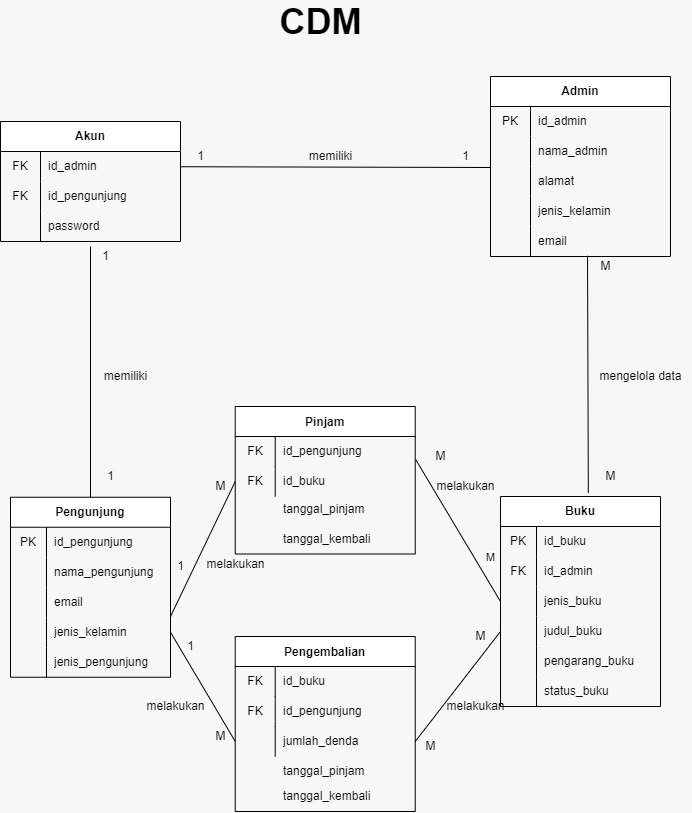 CDM
Admin
PK id_admin
nama_admin
alamat
jenis_kelamin
email
Akun
FK id_admin
FK id_pengunjung
password
1 memiliki 1
1
memiliki
1
M
mengelola data
M
Pinjam
FK id_pengunjung
FK id_buku
tanggal_pinjam
tanggal_kembali
M
melakukan
M
M
1 melakukan
Pengunjung
PK id_pengunjung
nama_pengunjung
email
jenis_kelamin
jenis_pengunjung
Buku
PK id_buku
FK id_admin
jenis_buku
judul_buku
pengarang_buku
status_buku
1
melakukan
M
Pengembalian
FK id_buku
FK id_pengunjung
jumlah_denda
tanggal_pinjam
tanggal_kembali
M
melakukan
M